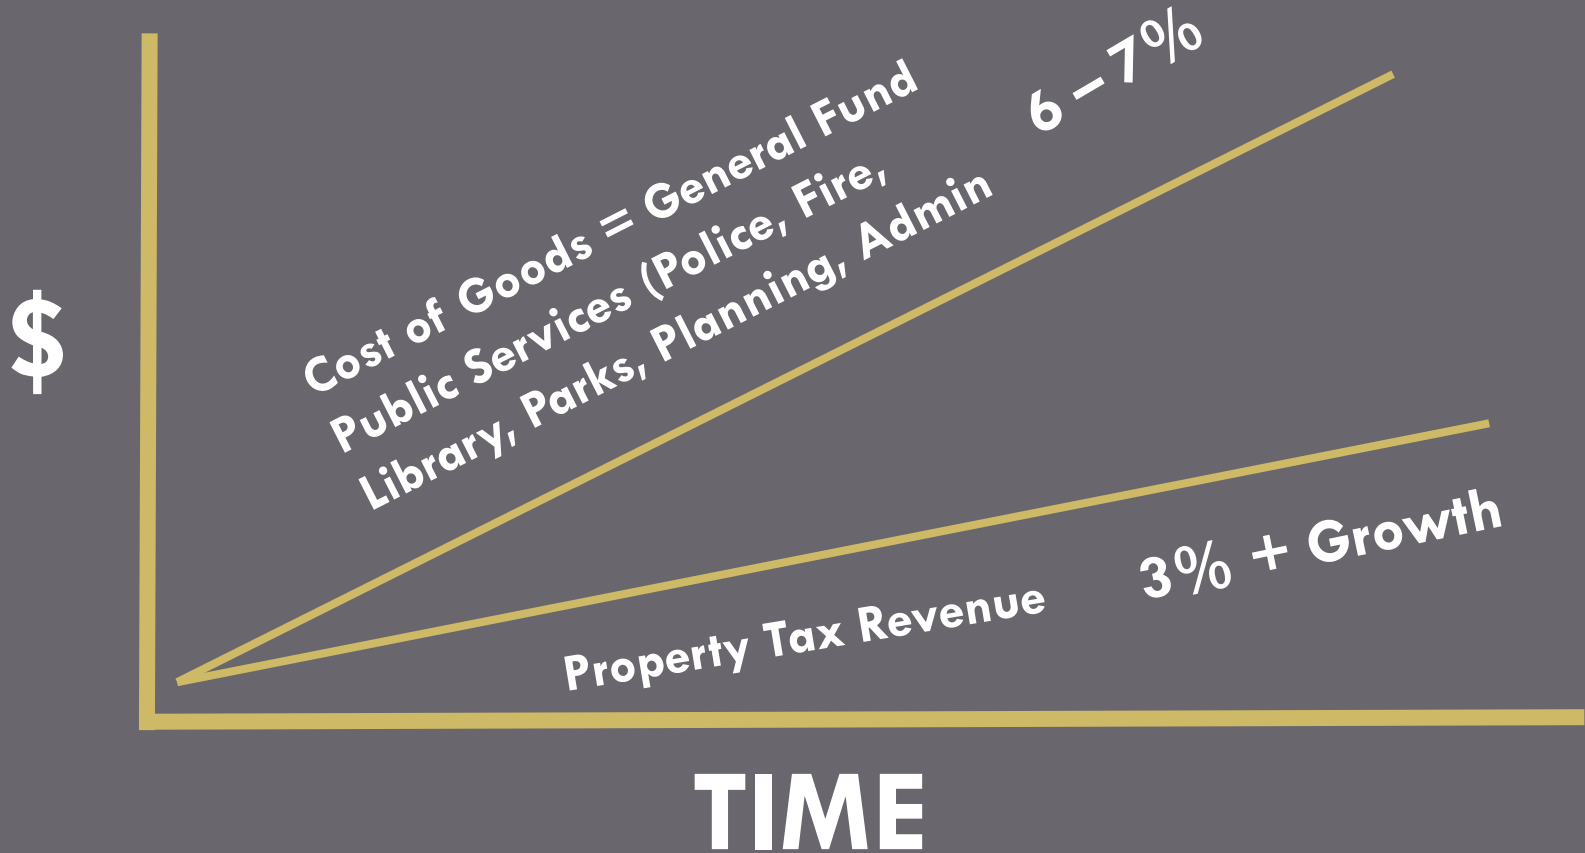 6 – 7%
Cost of Goods = General Fund
Public Services (Police, Fire,
Library, Parks, Planning, Admin
$
3% + Growth
Property Tax Revenue
TIME